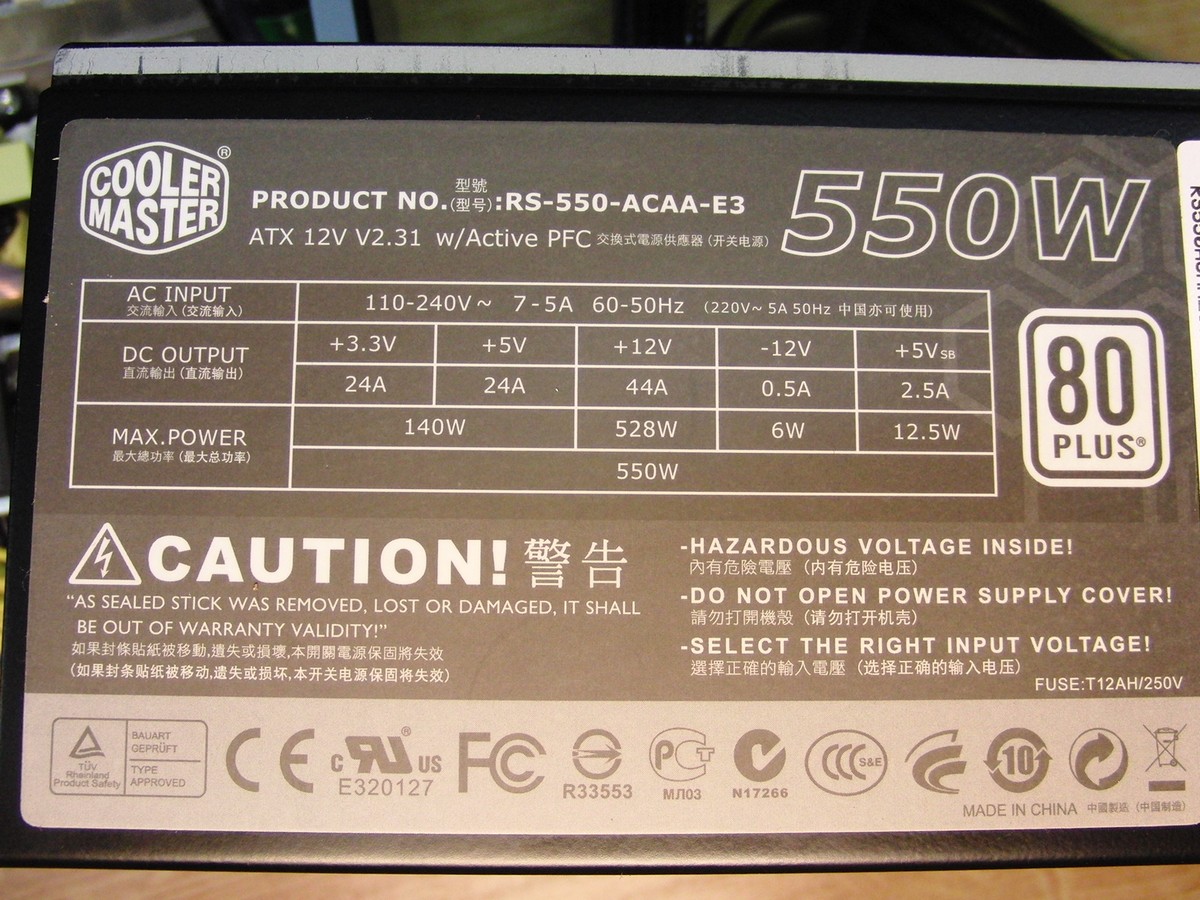 COOLER
MASTER®
PRODUCT NO. 型號 (型号):RS-550-ACAA-E3
ATX 12V V2.31 w/Active PFC 交換式電源供應器 (开关电源)
550W
AC INPUT
交流輸入 (交流输入)
110-240V~ 7-5A 60-50Hz (220V~ 5A 50Hz 中国亦可使用)
DC OUTPUT
直流輸出 (直流输出)
+3.3V +5V +12V -12V +5VSB
24A 24A 44A 0.5A 2.5A
MAX.POWER
最大總功率 (最大总功率)
140W 528W 6W 12.5W
550W
80
PLUS®
CAUTION! 警告
"AS SEALED STICK WAS REMOVED, LOST OR DAMAGED, IT SHALL
BE OUT OF WARRANTY VALIDITY!"
如果封條貼紙被移動,遺失或損壞,本開關電源保固將失效
(如果封条贴纸被移动,遗失或损坏,本开关电源保固将失效)
-HAZARDOUS VOLTAGE INSIDE!
內有危險電壓 (内有危险电压)
-DO NOT OPEN POWER SUPPLY COVER!
請勿打開機殼 (请勿打开机壳)
-SELECT THE RIGHT INPUT VOLTAGE!
選擇正確的輸入電壓 (选择正确的输入电压)
FUSE:T12AH/250V
TÜV
Rheinland
Product Safety
BAUART
GEPRÜFT
TYPE
APPROVED
CE
c RU® US
E320127
FC
R33553
РСТ
МЛ03
N17266
CCC S&E
10
MADE IN CHINA 中國製造 (中国制造)